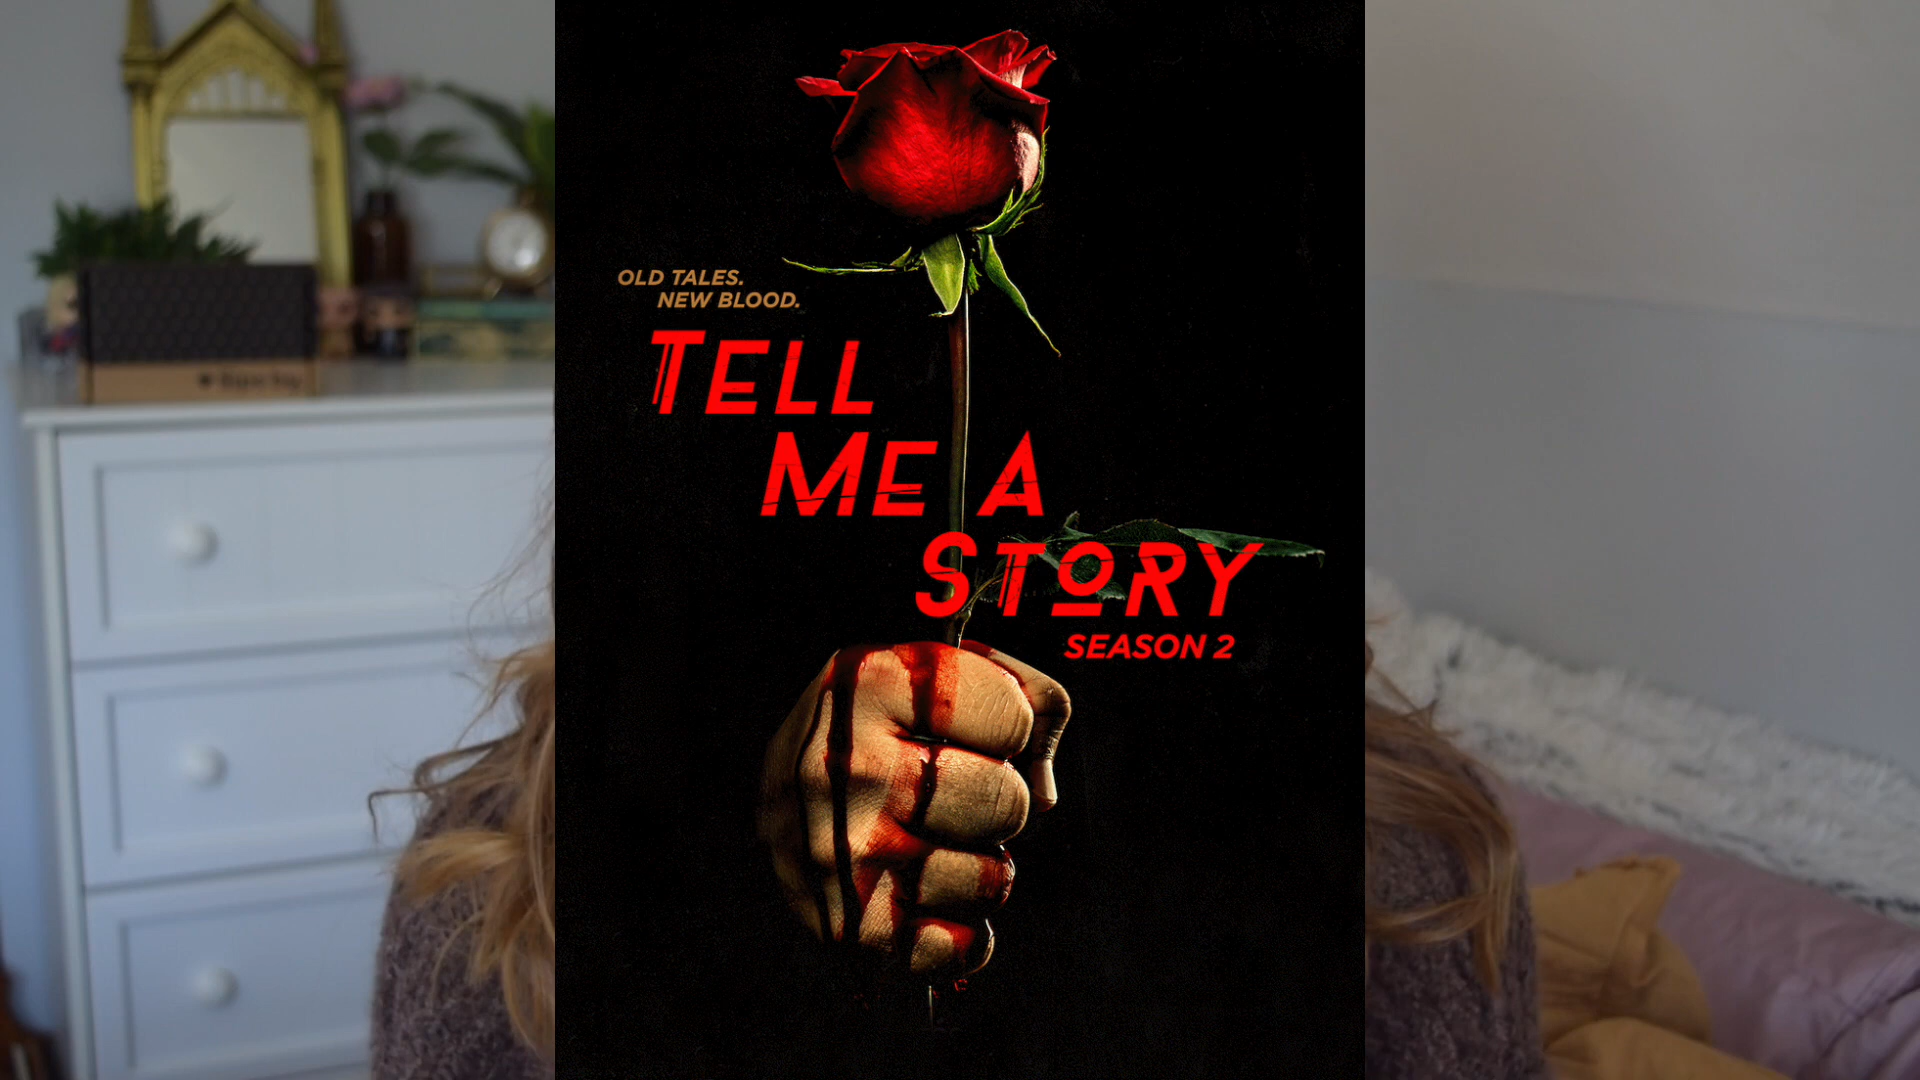 OLD TALES.
NEW BLOOD.
TELL
ME A
STORY
SEASON 2